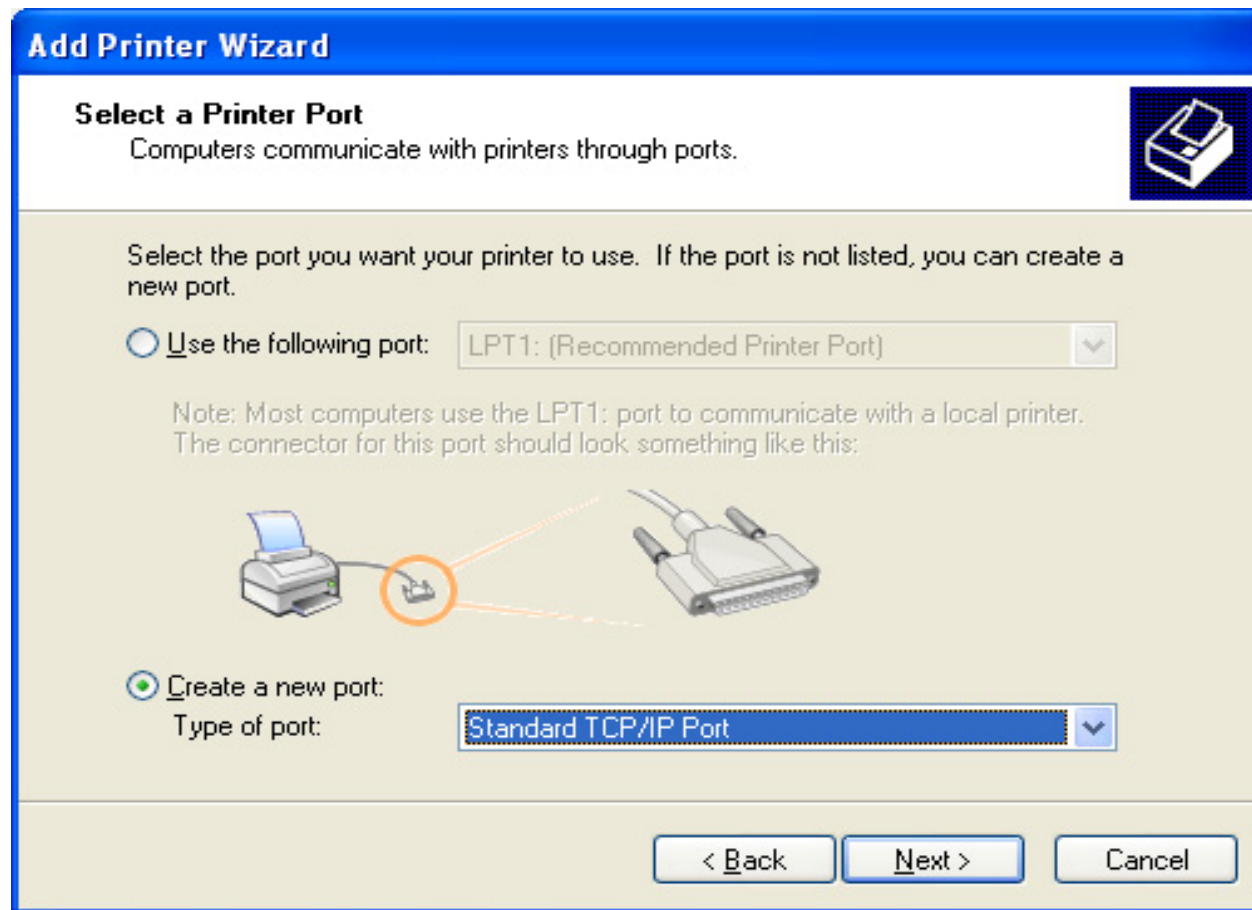 Add Printer Wizard
Select a Printer Port
Computers communicate with printers through ports.
Select the port you want your printer to use.  If the port is not listed, you can create a
new port.
Use the following port: LPT1: (Recommended Printer Port)
Note: Most computers use the LPT1: port to communicate with a local printer.
The connector for this port should look something like this:
Create a new port:
Type of port: Standard TCP/IP Port
< Back Next > Cancel